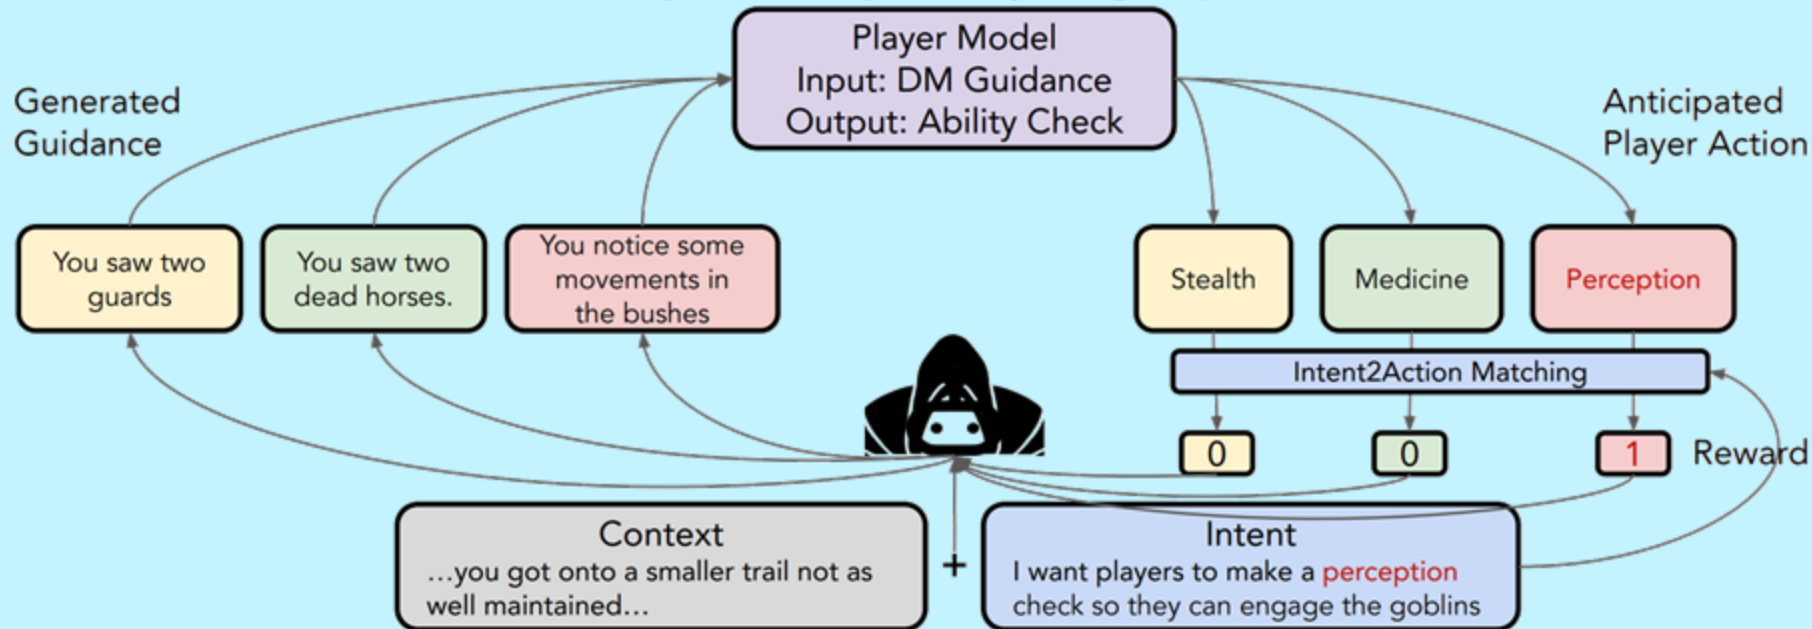 Player Model
Input: DM Guidance
Output: Ability Check
Generated
Guidance
Anticipated
Player Action
You saw two
guards
You saw two
dead horses.
You notice some
movements in
the bushes
Stealth
Medicine
Perception
Intent2Action Matching
0
0
1
Reward
Context
…you got onto a smaller trail not as
well maintained…
+
Intent
I want players to make a perception
check so they can engage the goblins